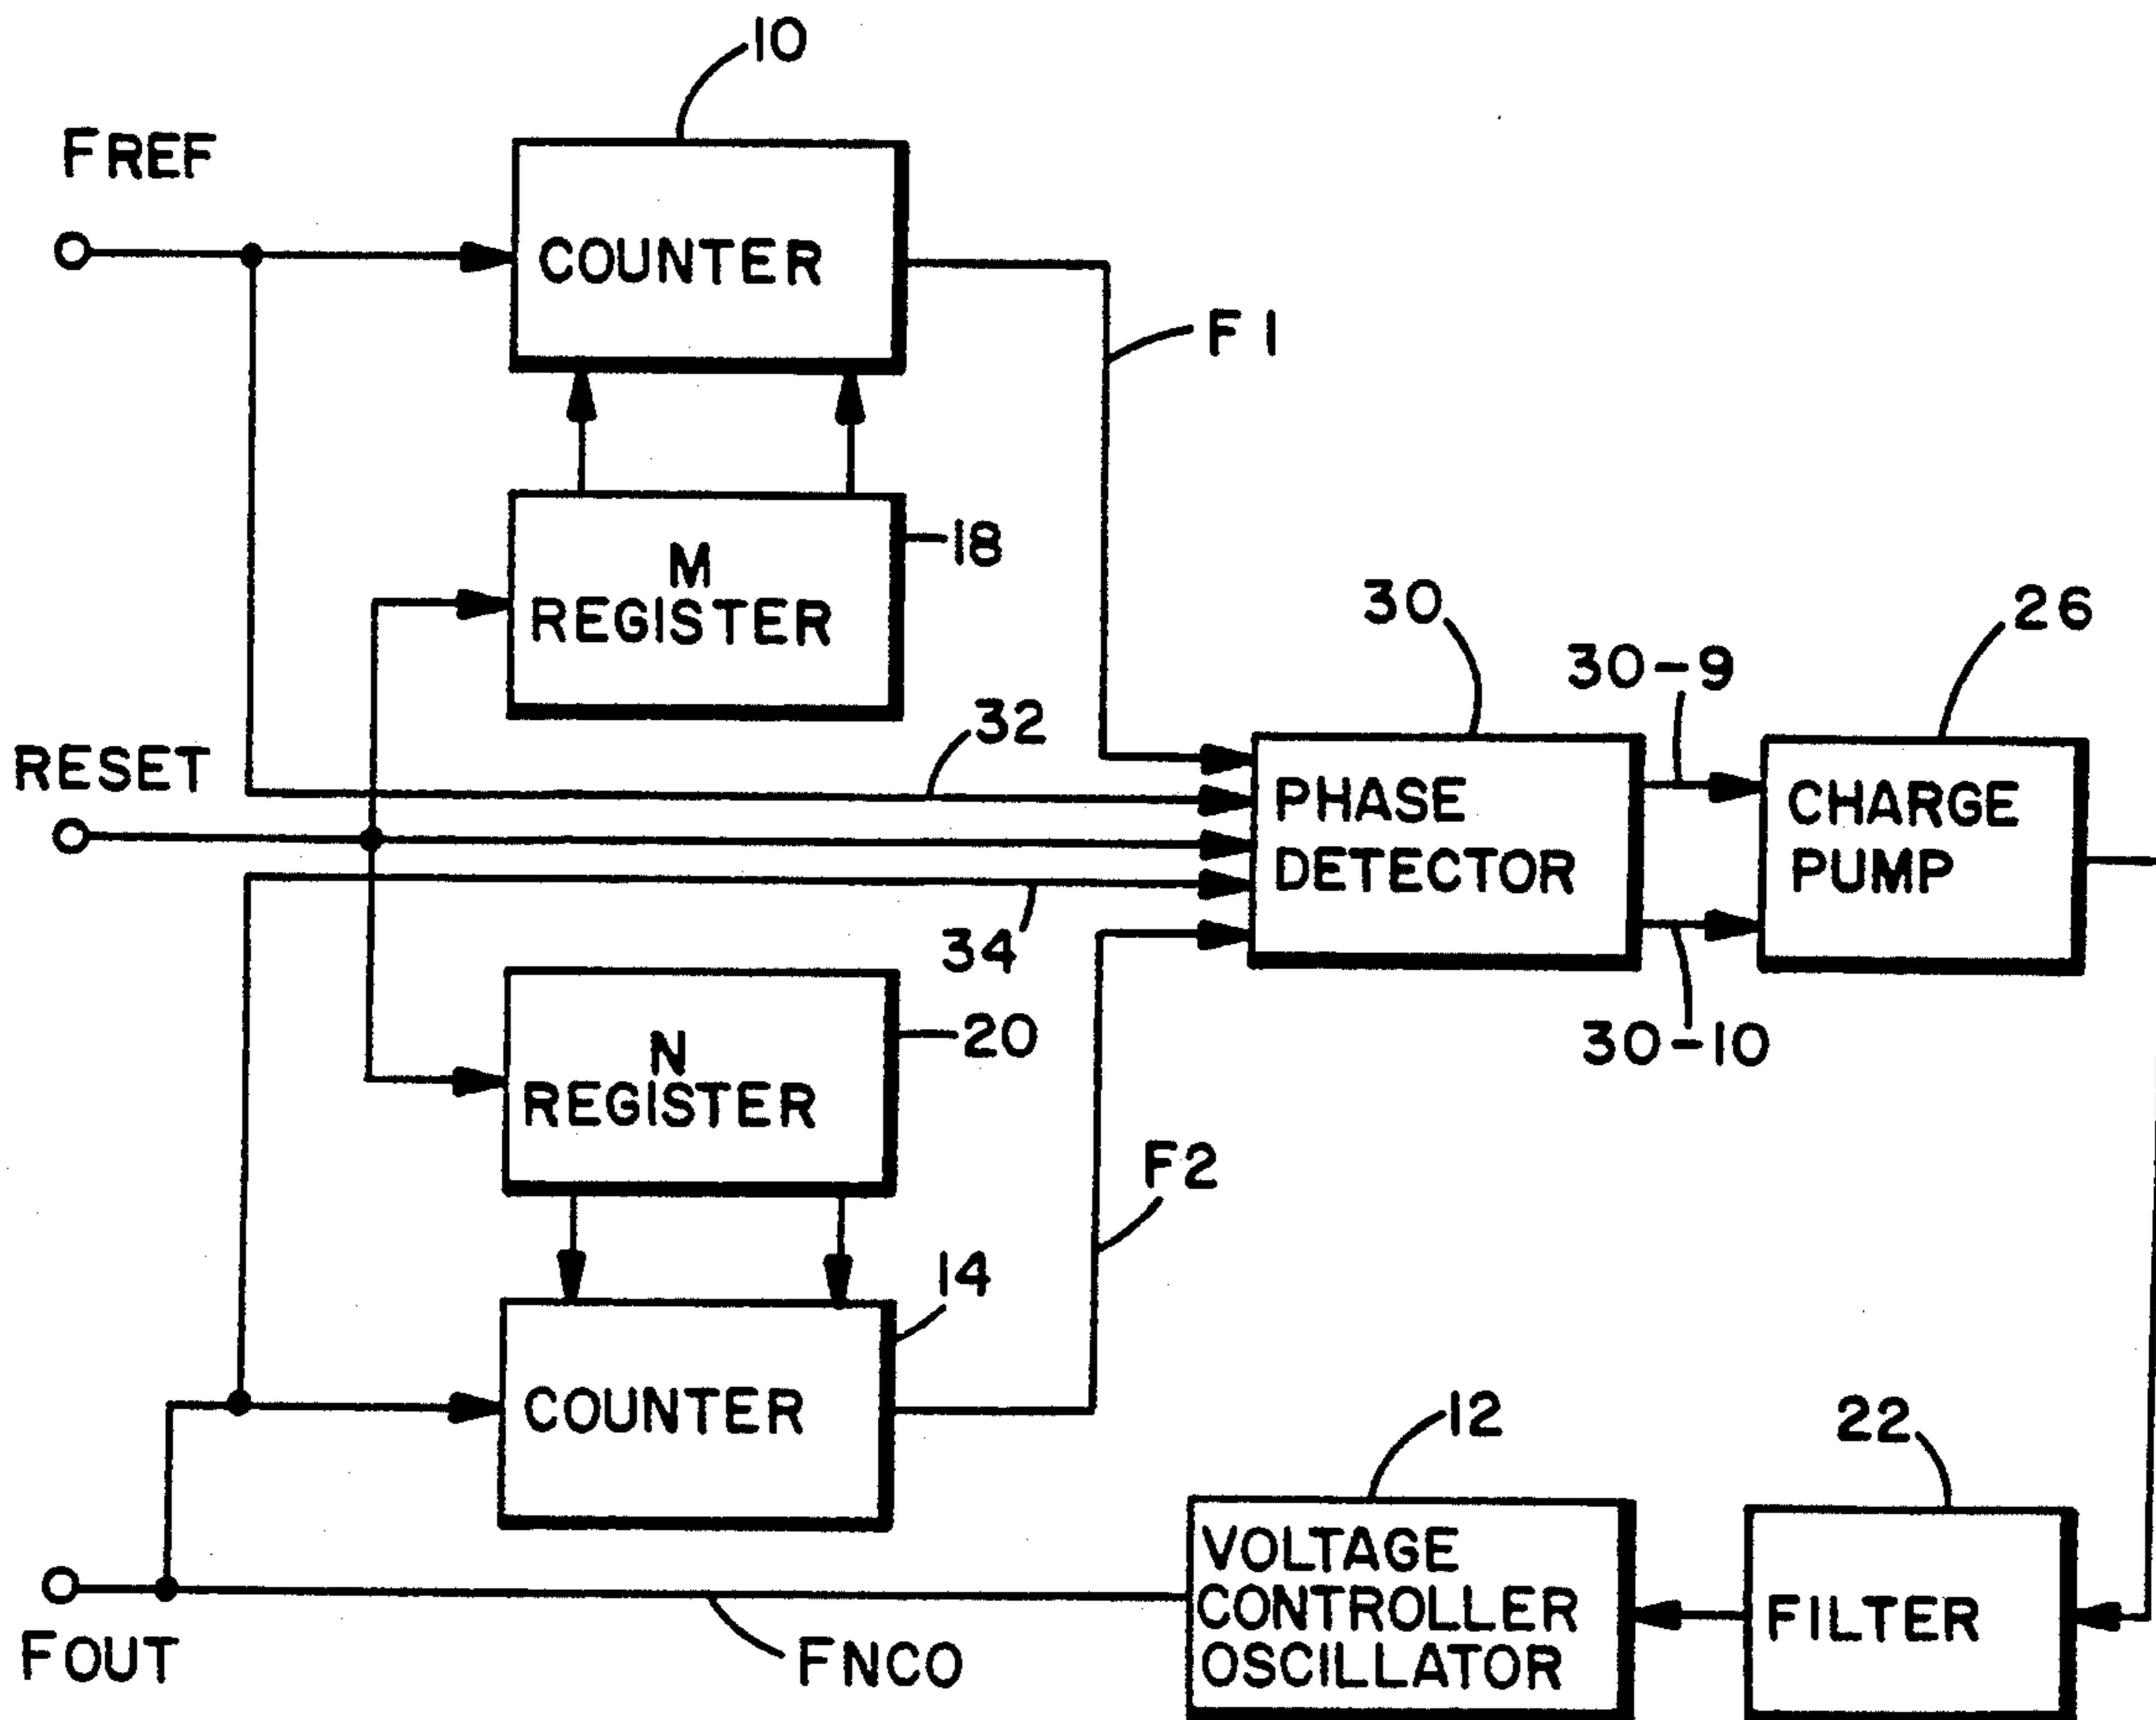 10
FREF
COUNTER
F1
M
REGISTER
18
30
26
30-9
32
RESET
PHASE
DETECTOR
CHARGE
PUMP
34
N
REGISTER
20
30-10
F2
14
COUNTER
12
22
VOLTAGE
CONTROLLER
OSCILLATOR
FILTER
FOUT
FNCO